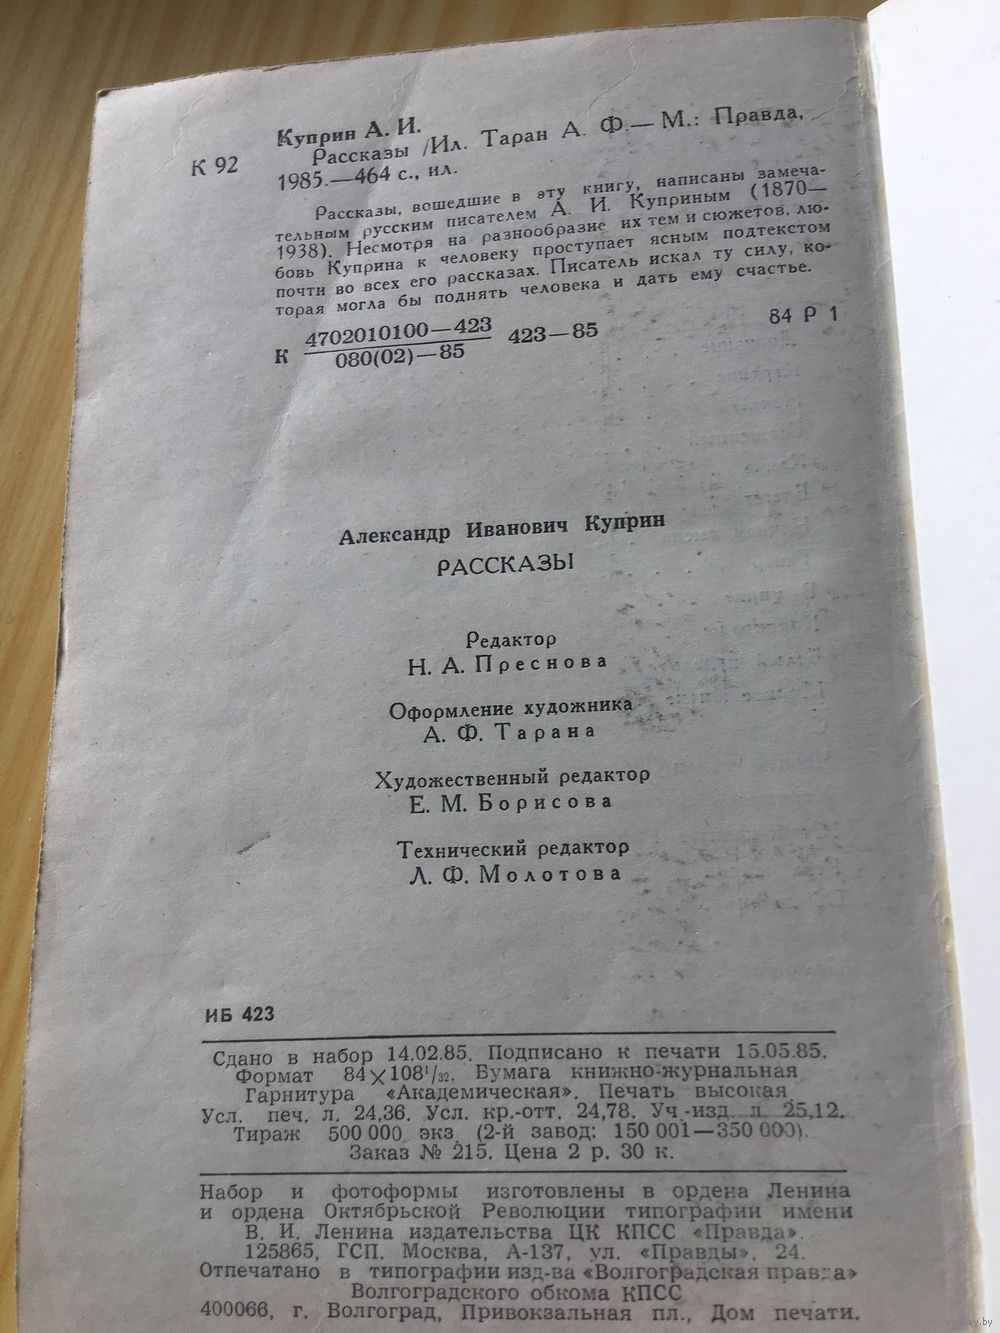 Куприн А. И.
К 92
Рассказы /Ил. Таран А. Ф.— М.: Правда,
1985.—464 с., ил.
Рассказы, вошедшие в эту книгу, написаны замеча-
тельным русским писателем А. И. Куприным (1870—
1938). Несмотря на разнообразие их тем и сюжетов, лю-
бовь Куприна к человеку проступает ясным подтекстом
почти во всех его рассказах. Писатель искал ту силу, ко-
торая могла бы поднять человека и дать ему счастье.
К 4702010100—423
080(02)—85
423—85
84 Р 1
Александр Иванович Куприн
РАССКАЗЫ
Редактор
Н. А. Преснова
Оформление художника
А. Ф. Тарана
Художественный редактор
Е. М. Борисова
Технический редактор
Л. Ф. Молотова
ИБ 423
Сдано в набор 14.02.85. Подписано к печати 15.05.85.
Формат 84×108¹/₃₂. Бумага книжно-журнальная
Гарнитура «Академическая». Печать высокая
Усл. печ. л. 24,36. Усл. кр.-отт. 24,78. Уч-изд. л. 25,12.
Тираж 500 000 экз (2-й завод: 150 001—350 000).
Заказ № 215. Цена 2 р. 30 к.
Набор и фотоформы изготовлены в ордена Ленина
и ордена Октябрьской Революции типографии имени
В. И. Ленина издательства ЦК КПСС «Правда».
125865, ГСП, Москва, А-137, ул. «Правды», 24.
Отпечатано в типографии изд-ва «Волгоградская правда»
Волгоградского обкома КПСС
400066, г. Волгоград, Привокзальная пл., Дом печати.